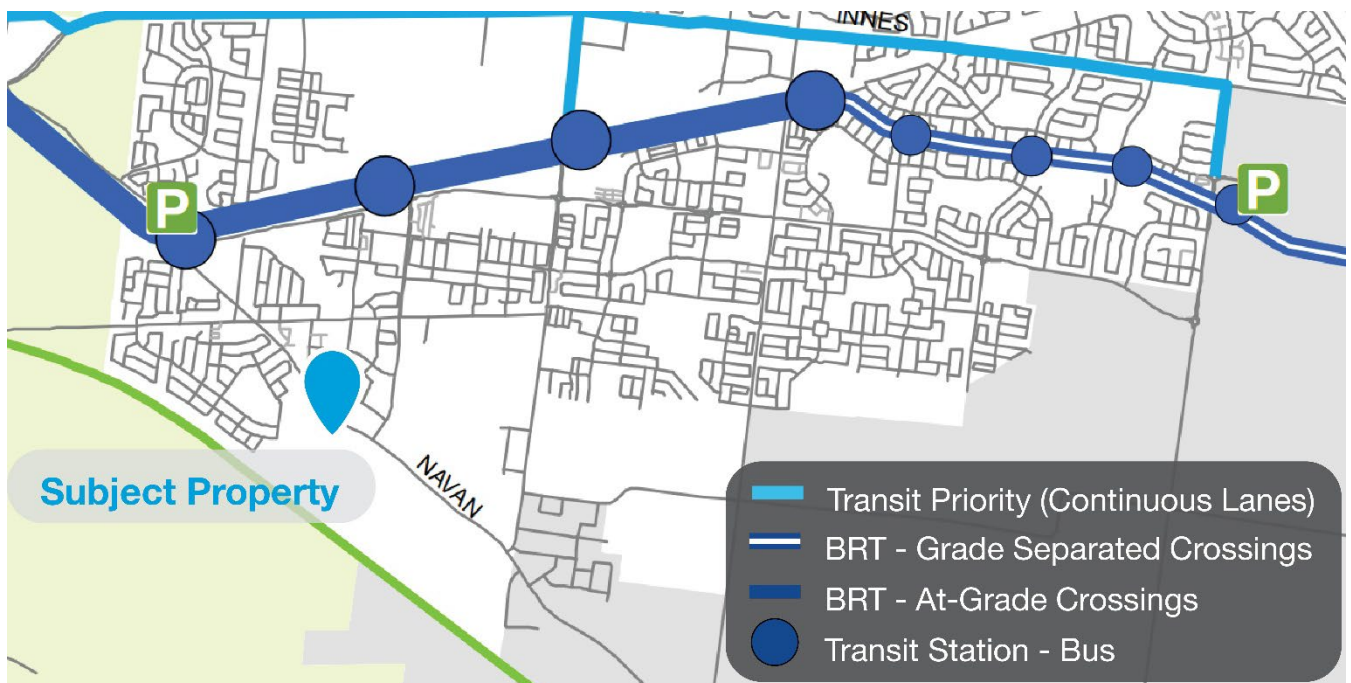 INNES
P
P
Subject Property
NAVAN
Transit Priority (Continuous Lanes)
BRT - Grade Separated Crossings
BRT - At-Grade Crossings
Transit Station - Bus